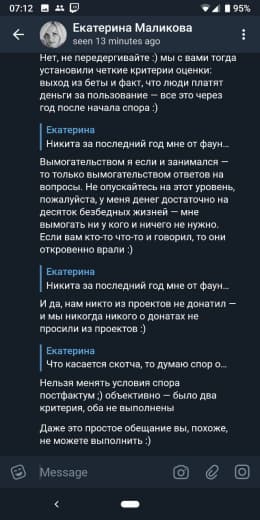 07:12
95%
Екатерина Маликова
seen 13 minutes ago
Нет, не передергивайте :) мы с вами тогда
установили четкие критерии оценки:
выход из беты и факт, что люди платят
деньги за пользование — все это через
год после начала спора :)
Екатерина
Никита за последний год мне от фаун...
Вымогательством я если и занимался —
то только вымогательством ответов на
вопросы. Не опускайтесь на этот уровень,
пожалуйста, у меня денег достаточно на
десяток безбедных жизней — мне
вымогать ни у кого и ничего не нужно.
Если вам кто-то что-то и говорил, то они
откровенно врали :)
Екатерина
Никита за последний год мне от фаун...
И да, нам никто из проектов не донатил —
и мы никогда никого о донатах не
просили из проектов :)
Екатерина
Что касается скотча, то думаю спор о...
Нельзя менять условия спора
постфактум ;) объективно — было два
критерия, оба не выполнены
Даже это простое обещание вы, похоже,
не можете выполнить :)
Message